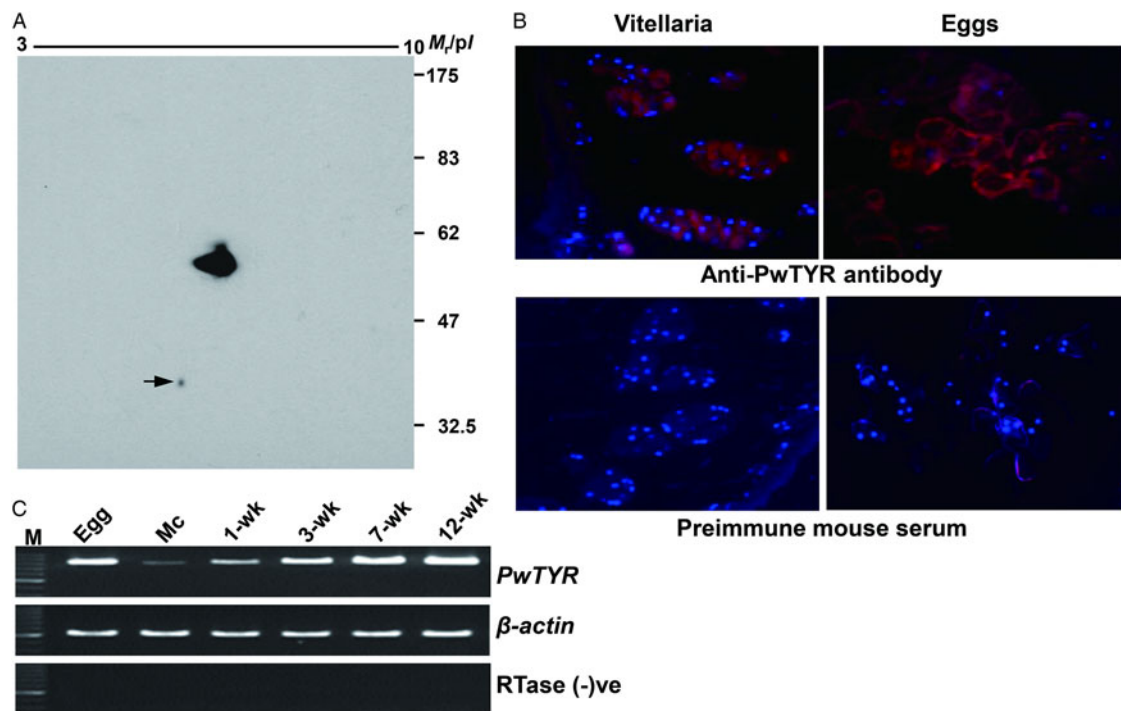 A
3
10 Mr/pI
175
83
62
47
32.5
B
Vitellaria
Eggs
Anti-PwTYR antibody
Preimmune mouse serum
C
M
Egg
Mc
1-wk
3-wk
7-wk
12-wk
PwTYR
β-actin
RTase (-)ve